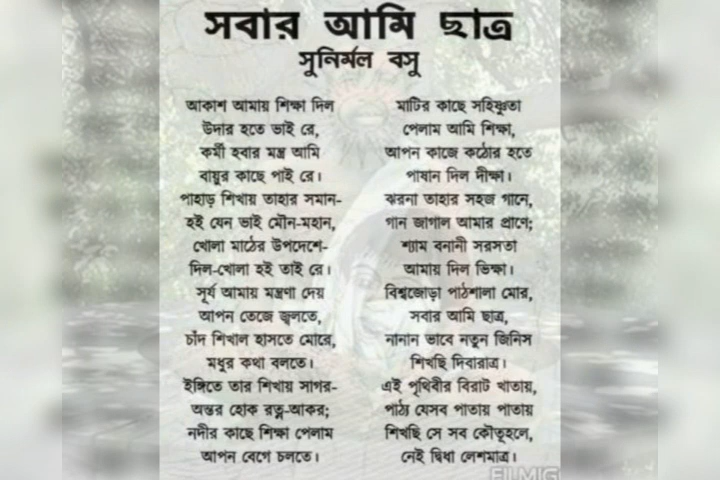 সবার আমি ছাত্র
সুনির্মল বসু
আকাশ আমায় শিক্ষা দিল
উদার হতে ভাই রে,
কর্মী হবার মন্ত্র আমি
বায়ুর কাছে পাই রে।
পাহাড় শিখায় তাহার সমান-
হই যেন ভাই মৌন-মহান,
খোলা মাঠের উপদেশে-
দিল-খোলা হই তাই রে।
সূর্য আমায় মন্ত্রণা দেয়
আপন তেজে জ্বলতে,
চাঁদ শিখাল হাসতে মোরে,
মধুর কথা বলতে।
ইঙ্গিতে তার শিখায় সাগর-
অন্তর হোক রত্ন-আকর;
নদীর কাছে শিক্ষা পেলাম
আপন বেগে চলতে।
মাটির কাছে সহিষ্ণুতা
পেলাম আমি শিক্ষা,
আপন কাজে কঠোর হতে
পাষান দিল দীক্ষা।
ঝরনা তাহার সহজ গানে,
গান জাগাল আমার প্রাণে;
শ্যাম বনানী সরসতা
আমায় দিল ভিক্ষা।
বিশ্বজোড়া পাঠশালা মোর,
সবার আমি ছাত্র,
নানান ভাবে নতুন জিনিস
শিখছি দিবারাত্র।
এই পৃথিবীর বিরাট খাতায়,
পাঠ্য যেসব পাতায় পাতায়
শিখছি সে সব কৌতূহলে,
নেই দ্বিধা লেশমাত্র।